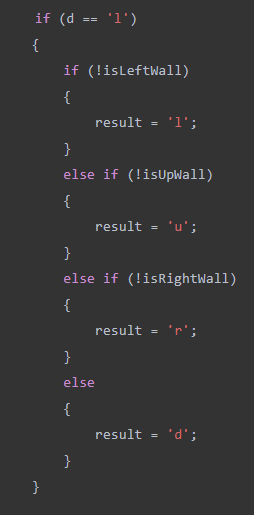 if (d == 'l')
{
if (!isLeftWall)
{
result = 'l';
}
else if (!isUpWall)
{
result = 'u';
}
else if (!isRightWall)
{
result = 'r';
}
else
{
result = 'd';
}
}